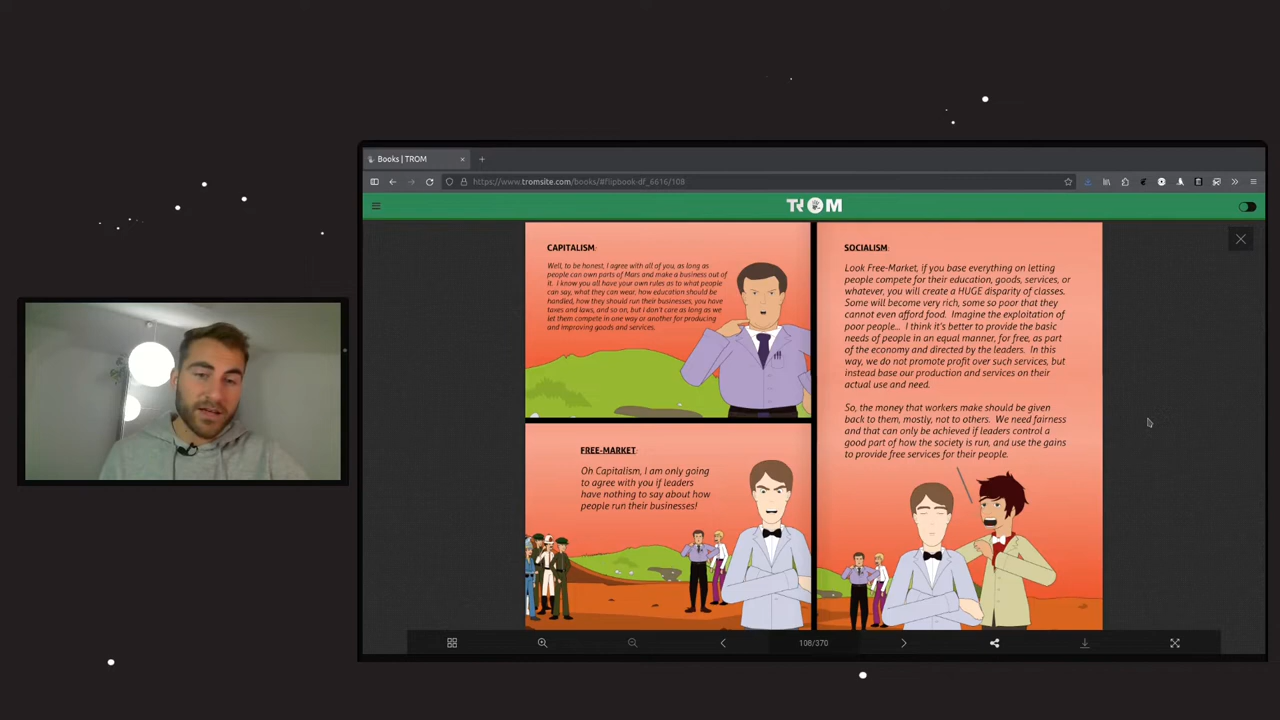 Books | TROM
https://www.tromsite.com/books/#flipbook-df_6616/108
TROM
CAPITALISM:
Well, to be honest, I agree with all of you, as long as
people can own parts of Mars and make a business out of
it. I know you all have your own rules as to what people
can say, what they can wear, how education should be
handled, how they should run their businesses, you have
taxes and laws, and so on, but I don't care as long as we
let them compete in one way or another for producing
and improving goods and services.
FREE-MARKET:
Oh Capitalism, I am only going
to agree with you if leaders
have nothing to say about how
people run their businesses!
SOCIALISM:
Look Free-Market, if you base everything on letting
people compete for their education, goods, services, or
whatever, you will create a HUGE disparity of classes.
Some will become very rich, some so poor that they
cannot even afford food. Imagine the exploitation of
poor people... I think it's better to provide the basic
needs of people in an equal manner, for free, as part
of the economy and directed by the leaders. In this
way, we do not promote profit over such services, but
instead base our production and services on their
actual use and need.
So, the money that workers make should be given
back to them, mostly, not to others. We need fairness
and that can only be achieved if leaders control a
good part of how the society is run, and use the gains
to provide free services for their people.
108/370